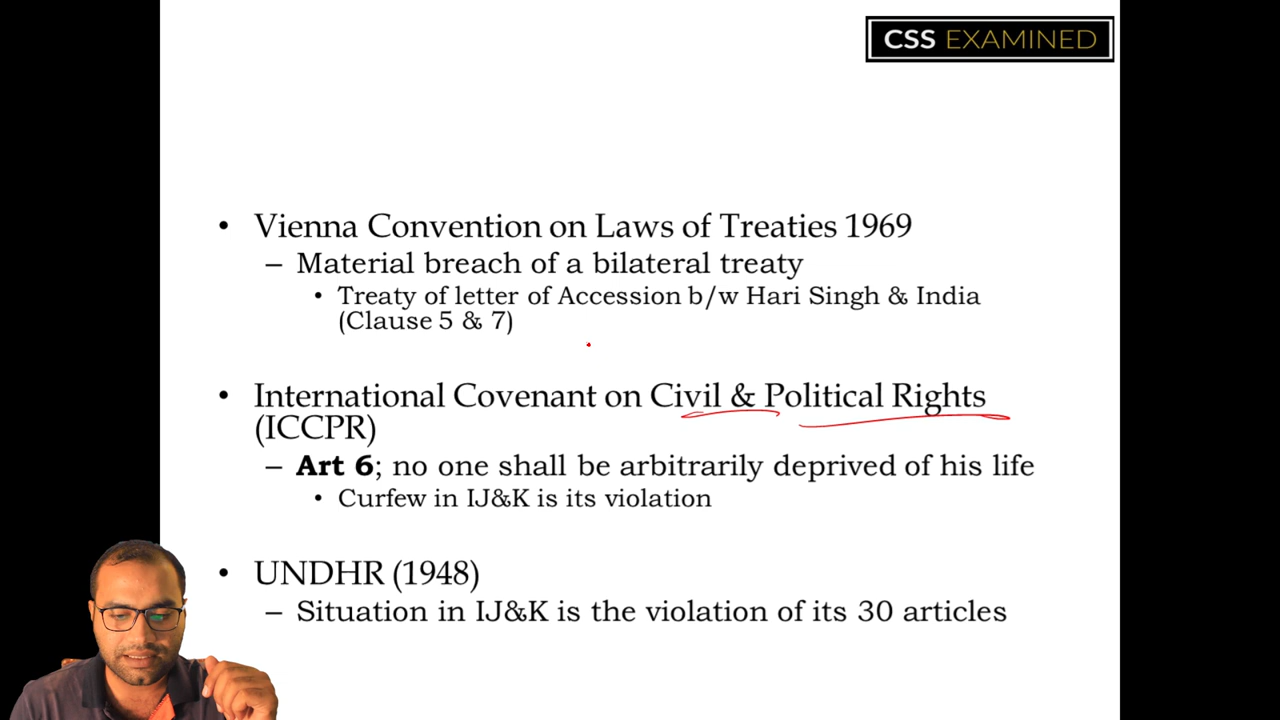 CSS EXAMINED
• Vienna Convention on Laws of Treaties 1969
– Material breach of a bilateral treaty
• Treaty of letter of Accession b/w Hari Singh & India
(Clause 5 & 7)
• International Covenant on Civil & Political Rights
(ICCPR)
– Art 6; no one shall be arbitrarily deprived of his life
• Curfew in IJ&K is its violation
• UNDHR (1948)
– Situation in IJ&K is the violation of its 30 articles